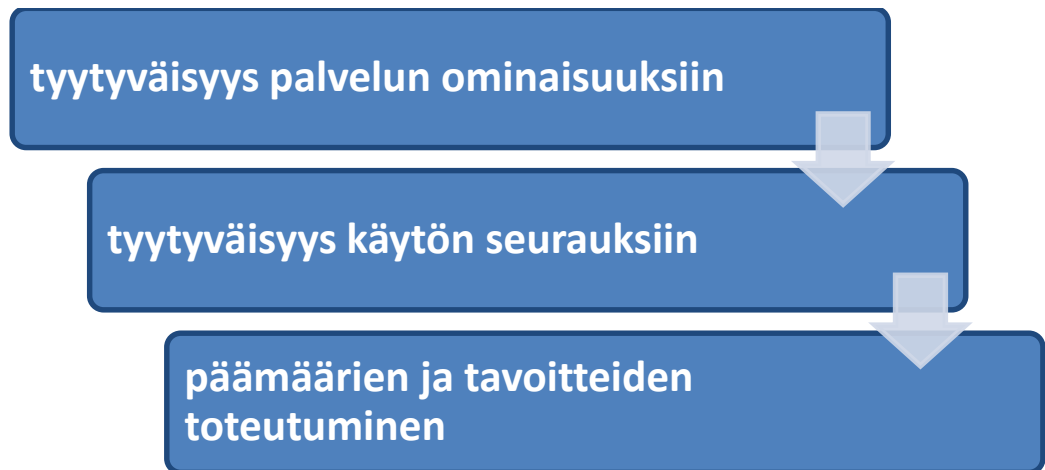 tyytyväisyys palvelun ominaisuuksiin
tyytyväisyys käytön seurauksiin
päämäärien ja tavoitteiden
toteutuminen